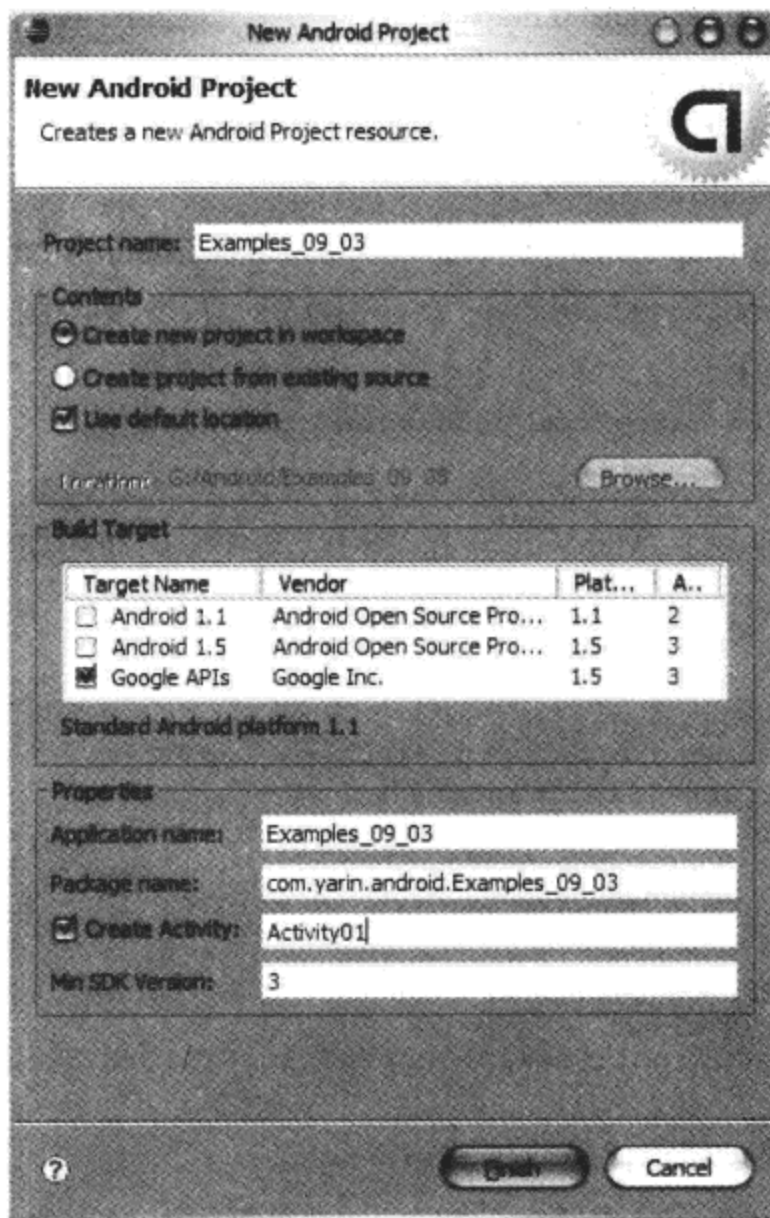 New Android Project
New Android Project
Creates a new Android Project resource.
Project name: Examples_09_03
Contents
Create new project in workspace
Create project from existing source
Use default location
Location: G:/Android/Examples_09_03 Browse...
Build Target
Target Name Vendor Plat... A..
Android 1.1 Android Open Source Pro... 1.1 2
Android 1.5 Android Open Source Pro... 1.5 3
Google APIs Google Inc. 1.5 3
Standard Android platform 1.1
Properties
Application name: Examples_09_03
Package name: com.yarin.android.Examples_09_03
Create Activity: Activity01
Min SDK Version: 3
? Finish Cancel